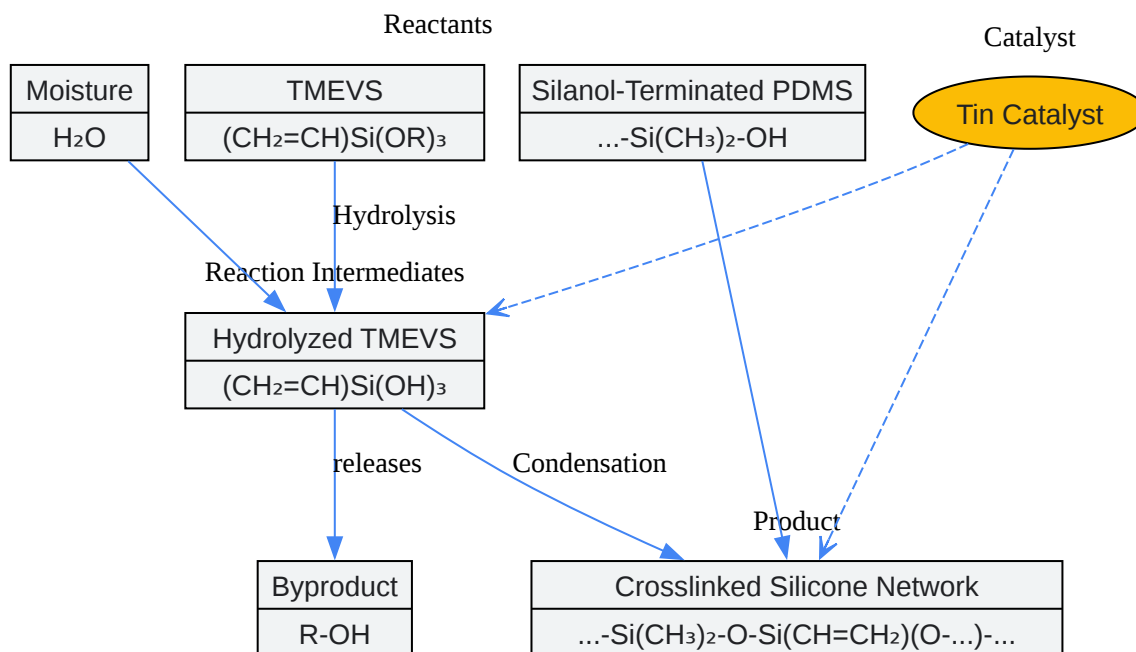 Reactants
Catalyst
Moisture
H₂O
TMEVS
(CH₂=CH)Si(OR)₃
Silanol-Terminated PDMS
...-Si(CH₃)₂-OH
Tin Catalyst
Hydrolysis
Reaction Intermediates
Hydrolyzed TMEVS
(CH₂=CH)Si(OH)₃
releases
Condensation
Product
Byproduct
R-OH
Crosslinked Silicone Network
...-Si(CH₃)₂-O-Si(CH=CH₂)(O-...)-...